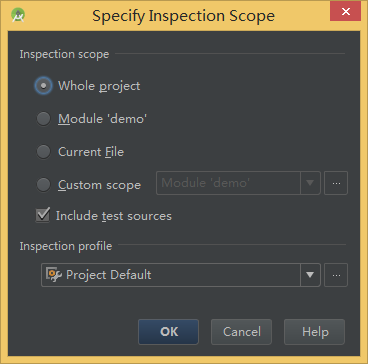 Specify Inspection Scope
Inspection scope
Whole project
Module 'demo'
Current File
Custom scope Module 'demo' ...
Include test sources
Inspection profile
Project Default ...
OK Cancel Help